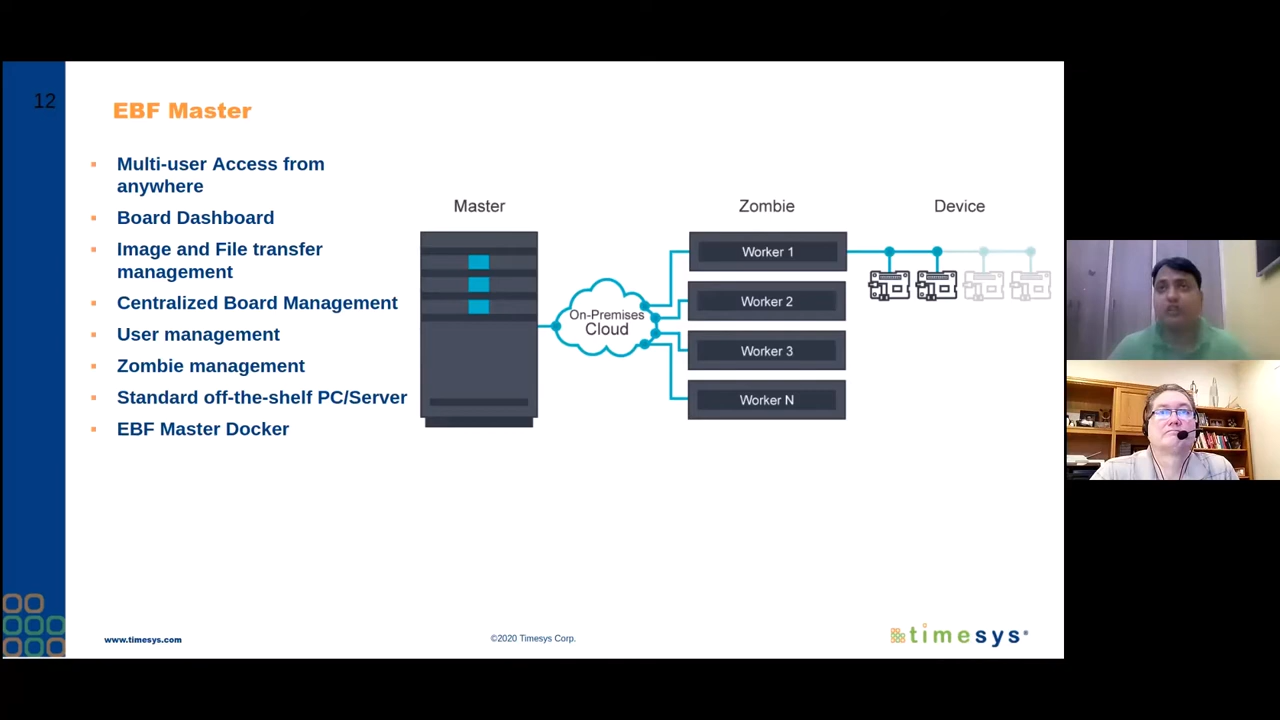 12
EBF Master
Multi-user Access from
anywhere
Board Dashboard
Image and File transfer
management
Centralized Board Management
User management
Zombie management
Standard off-the-shelf PC/Server
EBF Master Docker
Master
Zombie
Device
On-Premises
Cloud
Worker 1
Worker 2
Worker 3
Worker N
www.timesys.com
©2020 Timesys Corp.
timesys®